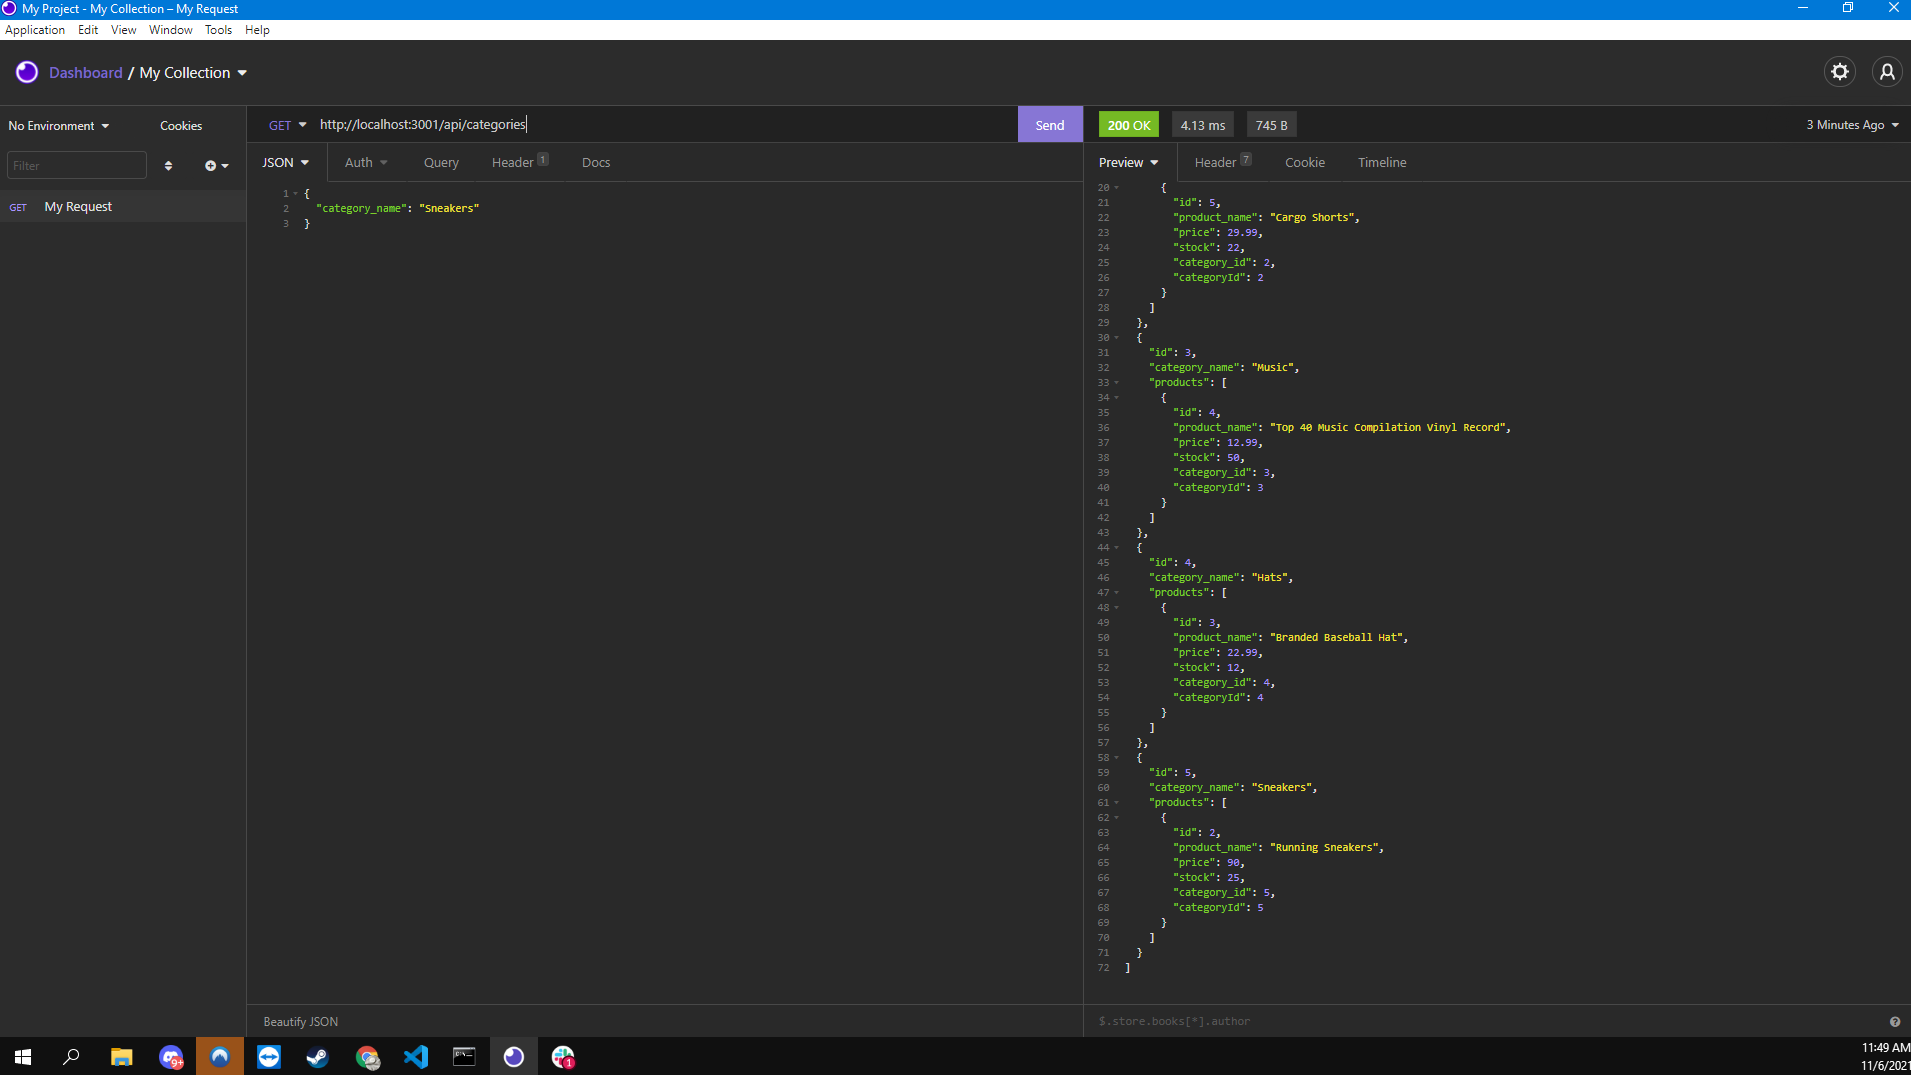 My Project - My Collection – My Request
Application Edit View Window Tools Help
Dashboard / My Collection
No Environment Cookies
Filter
GET My Request
GET http://localhost:3001/api/categories Send
JSON Auth Query Header 1 Docs
1 {
2 "category_name": "Sneakers"
3 }
Beautify JSON
200 OK 4.13 ms 745 B 3 Minutes Ago
Preview Header 7 Cookie Timeline
20 {
21 "id": 5,
22 "product_name": "Cargo Shorts",
23 "price": 29.99,
24 "stock": 22,
25 "category_id": 2,
26 "categoryId": 2
27 }
28 ]
29 },
30 {
31 "id": 3,
32 "category_name": "Music",
33 "products": [
34 {
35 "id": 4,
36 "product_name": "Top 40 Music Compilation Vinyl Record",
37 "price": 12.99,
38 "stock": 50,
39 "category_id": 3,
40 "categoryId": 3
41 }
42 ]
43 },
44 {
45 "id": 4,
46 "category_name": "Hats",
47 "products": [
48 {
49 "id": 3,
50 "product_name": "Branded Baseball Hat",
51 "price": 22.99,
52 "stock": 12,
53 "category_id": 4,
54 "categoryId": 4
55 }
56 ]
57 },
58 {
59 "id": 5,
60 "category_name": "Sneakers",
61 "products": [
62 {
63 "id": 2,
64 "product_name": "Running Sneakers",
65 "price": 90,
66 "stock": 25,
67 "category_id": 5,
68 "categoryId": 5
69 }
70 ]
71 }
72 ]
$.store.books[*].author
9+
1
11:49 AM
11/6/2021